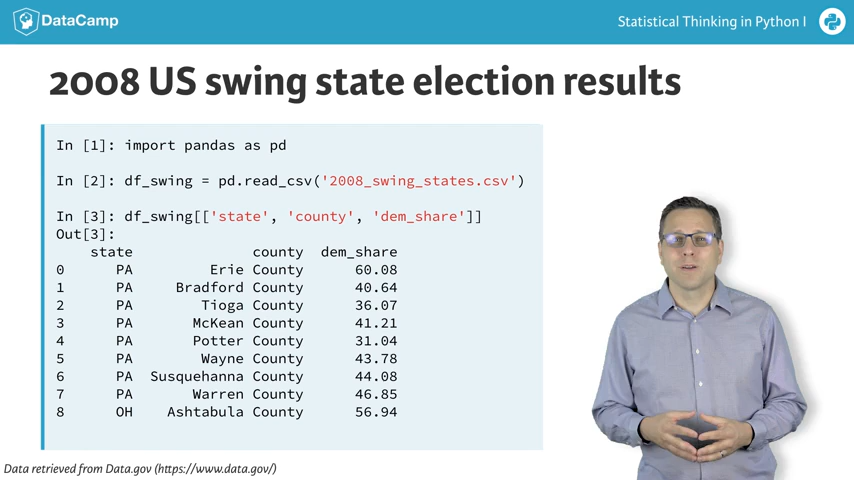 DataCamp
Statistical Thinking in Python I
2008 US swing state election results
In [1]: import pandas as pd
In [2]: df_swing = pd.read_csv('2008_swing_states.csv')
In [3]: df_swing[['state', 'county', 'dem_share']]
Out[3]:
state county dem_share
0 PA Erie County 60.08
1 PA Bradford County 40.64
2 PA Tioga County 36.07
3 PA McKean County 41.21
4 PA Potter County 31.04
5 PA Wayne County 43.78
6 PA Susquehanna County 44.08
7 PA Warren County 46.85
8 OH Ashtabula County 56.94
Data retrieved from Data.gov (https://www.data.gov/)